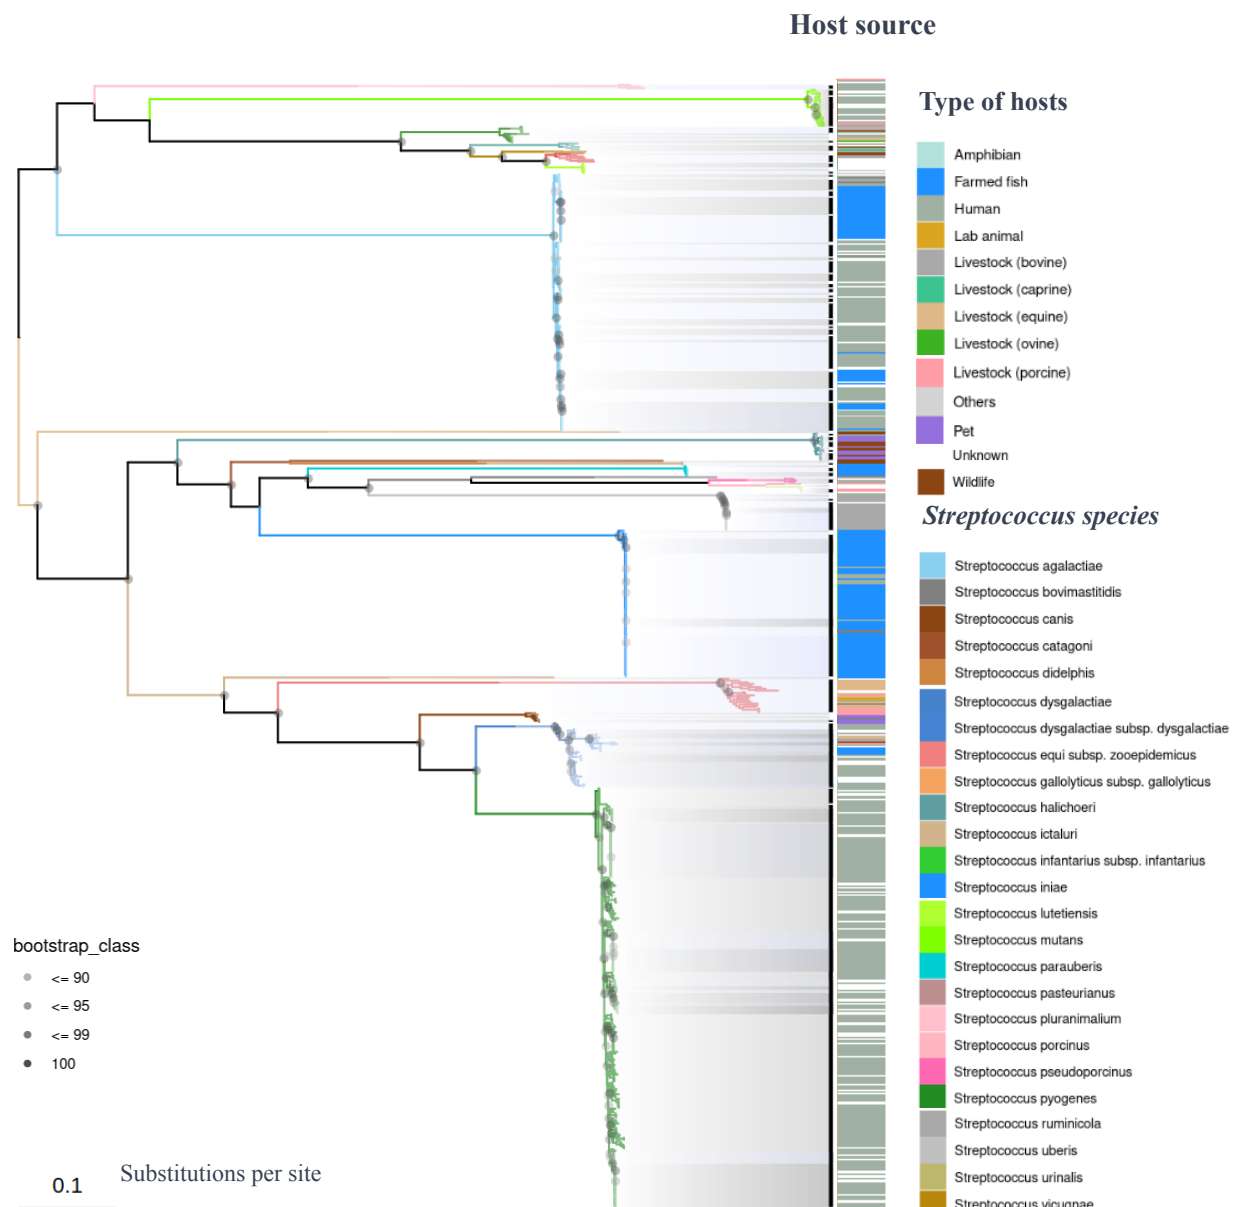 Host source
Type of hosts
Amphibian
Farmed fish
Human
Lab animal
Livestock (bovine)
Livestock (caprine)
Livestock (equine)
Livestock (ovine)
Livestock (porcine)
Others
Pet
Unknown
Wildlife
Streptococcus species
Streptococcus agalactiae
Streptococcus bovimastitidis
Streptococcus canis
Streptococcus catagoni
Streptococcus didelphis
Streptococcus dysgalactiae
Streptococcus dysgalactiae subsp. dysgalactiae
Streptococcus equi subsp. zooepidemicus
Streptococcus gallolyticus subsp. gallolyticus
Streptococcus halichoeri
Streptococcus ictaluri
Streptococcus infantarius subsp. infantarius
Streptococcus iniae
Streptococcus lutetiensis
Streptococcus mutans
Streptococcus parauberis
Streptococcus pasteurianus
Streptococcus pluranimalium
Streptococcus porcinus
Streptococcus pseudoporcinus
Streptococcus pyogenes
Streptococcus ruminicola
Streptococcus uberis
Streptococcus urinalis
Streptococcus vicugnae
bootstrap_class
<= 90
<= 95
<= 99
100
Substitutions per site
0.1